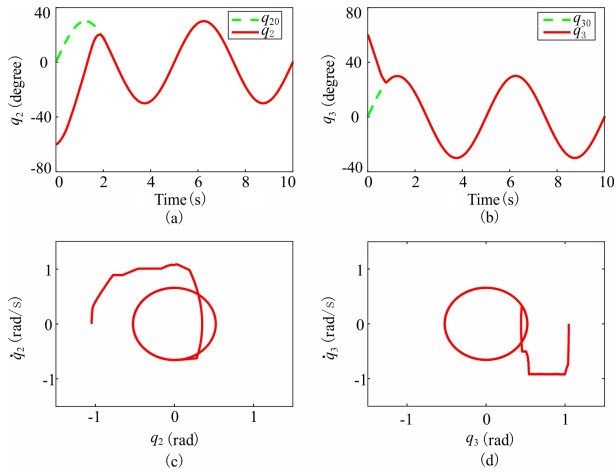 40
0
-40
-80
q₂ (degree)
0 2 4 6 8 10
Time (s)
(a)
q₂₀
q₂
80
40
0
-40
q₃ (degree)
0 2 4 6 8 10
Time (s)
(b)
q₃₀
q₃
1
0
-1
q̇₂ (rad/s)
-1 0 1
q₂ (rad)
(c)
1
0
-1
q̇₃ (rad/s)
-1 0 1
q₃ (rad)
(d)